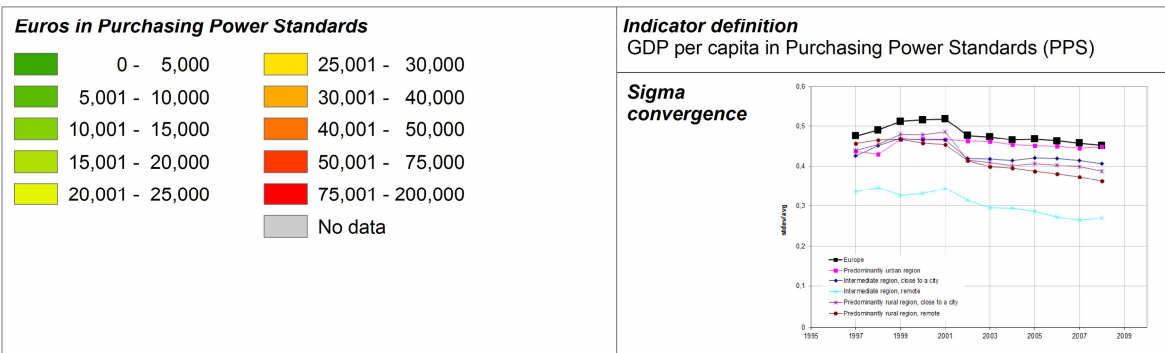 Euros in Purchasing Power Standards
0 - 5,000
5,001 - 10,000
10,001 - 15,000
15,001 - 20,000
20,001 - 25,000
25,001 - 30,000
30,001 - 40,000
40,001 - 50,000
50,001 - 75,000
75,001 - 200,000
No data
Indicator definition
GDP per capita in Purchasing Power Standards (PPS)
Sigma
convergence
0,6
0,5
0,4
0,3
0,2
0,1
0
stdev/avg
Europe
Predominantly urban region
Intermediate region, close to a city
Intermediate region, remote
Predominantly rural region, close to a city
Predominantly rural region, remote
1995 1997 1999 2001 2003 2005 2007 2009